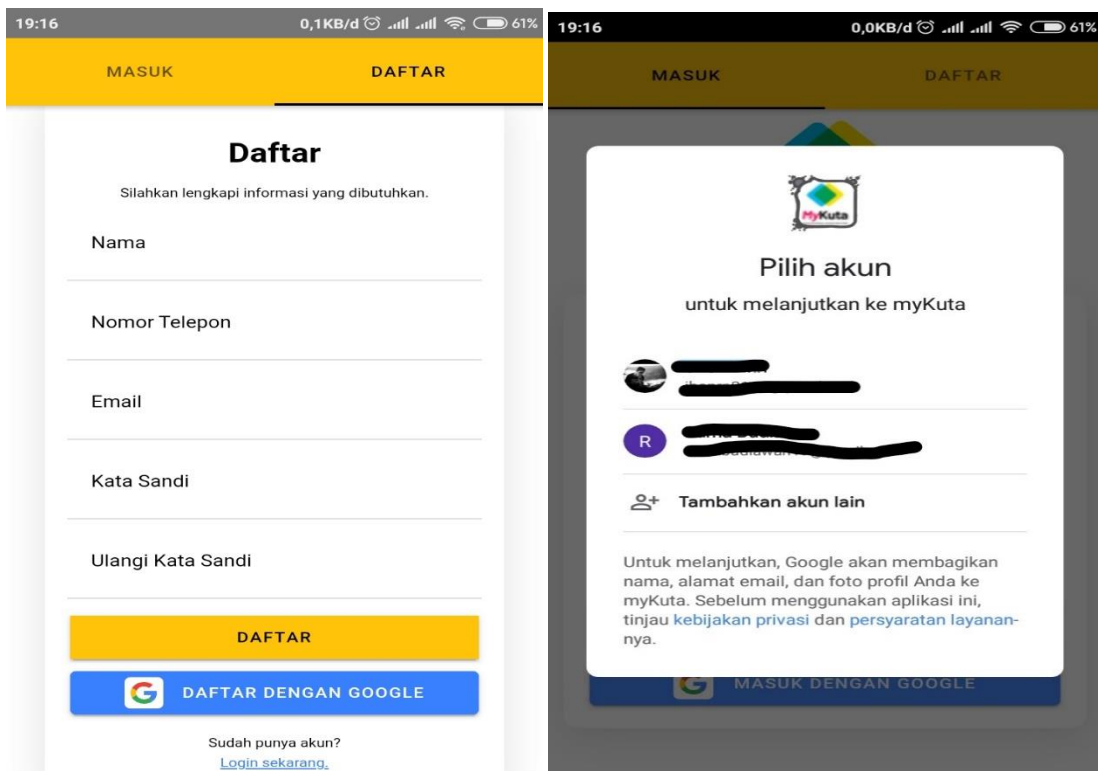 19:16
0,1KB/d
61%
MASUK
DAFTAR
Daftar
Silahkan lengkapi informasi yang dibutuhkan.
Nama
Nomor Telepon
Email
Kata Sandi
Ulangi Kata Sandi
DAFTAR
G DAFTAR DENGAN GOOGLE
Sudah punya akun?
Login sekarang.
19:16
0,0KB/d
61%
MASUK
DAFTAR
MyKuta
Pilih akun
untuk melanjutkan ke myKuta
R
Tambahkan akun lain
Untuk melanjutkan, Google akan membagikan
nama, alamat email, dan foto profil Anda ke
myKuta. Sebelum menggunakan aplikasi ini,
tinjau kebijakan privasi dan persyaratan layanan-
nya.
G MASUK DENGAN GOOGLE